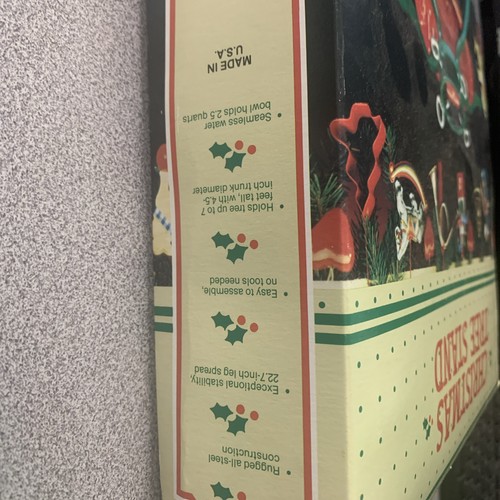 • Rugged all-steel
construction
• Exceptional stability,
22.7-inch leg spread
• Easy to assemble,
no tools needed
• Holds tree up to 7
feet tall, with 4.5-
inch trunk diameter
• Seamless water
bowl holds 2.5 quarts
MADE IN
U.S.A.
CHRISTMAS
TREE STAND